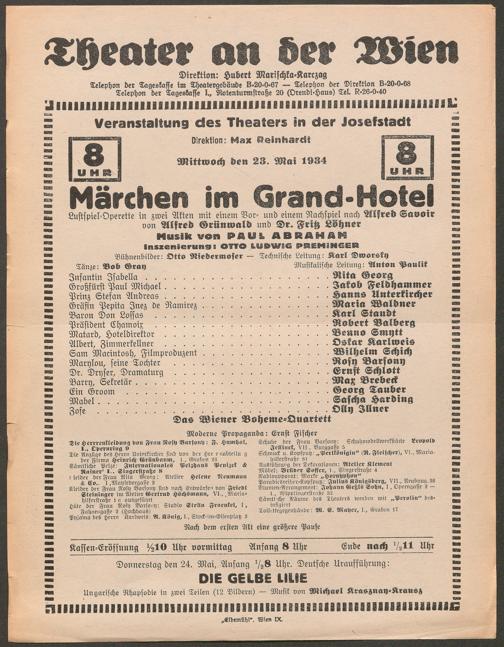 Theater an der Wien
Direktion: Hubert Marischka-Karczag
Telephon der Tageskasse im Theatergebäude B-20-0-67 — Telephon der Direktion B-20-0-68
Telephon der Tageskasse I., Rotenturmstraße 20 (Orendi-Haus) Tel. R-26-0-40
Veranstaltung des Theaters in der Josefstadt
Direktion: Max Reinhardt
8 UHR
Mittwoch den 23. Mai 1934
8 UHR
Märchen im Grand-Hotel
Lustspiel-Operette in zwei Akten mit einem Vor- und einem Nachspiel nach Alfred Savoir
von Alfred Grünwald und Dr. Fritz Löhner
Musik von PAUL ABRAHAM
Inszenierung: OTTO LUDWIG PREMINGER
Bühnenbilder: Otto Niedermoser – Technische Leitung: Karl Dworsky
Tänze: Bob Gray Musikalische Leitung: Anton Paulik
Infantin Isabella Rita Georg
Großfürst Paul Michael Jakob Feldhammer
Prinz Stefan Andreas Hanns Unterkircher
Gräfin Pepita Inez de Ramirez Maria Waldner
Baron Don Lossas Karl Staudt
Präsident Chamoix Robert Valberg
Matard, Hoteldirektor Benno Smytt
Albert, Zimmerkellner Oskar Karlweis
Sam Macintosh, Filmproduzent Wilhelm Schich
Marylou, seine Tochter Rosy Barsony
Dr. Dryser, Dramaturg Ernst Schlott
Barry, Sekretär Max Brebeck
Ein Groom Georg Tauber
Mabel Sascha Harding
Zofe Olly Illner
Das Wiener Boheme-Quartett
Moderne Propaganda: Ernst Fischer
Nach dem ersten Akt eine größere Pause
Kassen-Eröffnung ½10 Uhr vormittag Anfang 8 Uhr Ende nach ½11 Uhr
Donnerstag den 24. Mai, Anfang ½8 Uhr. Deutsche Uraufführung:
DIE GELBE LILIE
Ungarische Rhapsodie in zwei Teilen (12 Bildern) — Musik von Michael Krasznay-Krausz
„Elbemühl“, Wien IX.